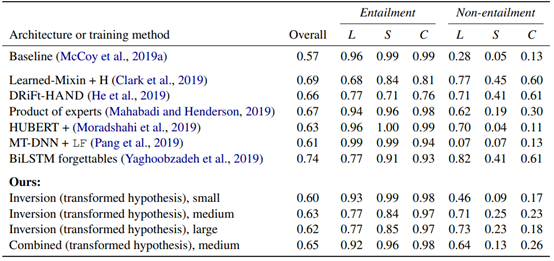 Entailment Non-entailment
Architecture or training method Overall L S C L S C
Baseline (McCoy et al., 2019a) 0.57 0.96 0.99 0.99 0.28 0.05 0.13
Learned-Mixin + H (Clark et al., 2019) 0.69 0.68 0.84 0.81 0.77 0.45 0.60
DRiFt-HAND (He et al., 2019) 0.66 0.77 0.71 0.76 0.71 0.41 0.61
Product of experts (Mahabadi and Henderson, 2019) 0.67 0.94 0.96 0.98 0.62 0.19 0.30
HUBERT + (Moradshahi et al., 2019) 0.63 0.96 1.00 0.99 0.70 0.04 0.11
MT-DNN + LF (Pang et al., 2019) 0.61 0.99 0.99 0.94 0.07 0.07 0.13
BiLSTM forgettables (Yaghoobzadeh et al., 2019) 0.74 0.77 0.91 0.93 0.82 0.41 0.61
Ours:
Inversion (transformed hypothesis), small 0.60 0.93 0.99 0.98 0.46 0.09 0.17
Inversion (transformed hypothesis), medium 0.63 0.77 0.84 0.97 0.71 0.25 0.23
Inversion (transformed hypothesis), large 0.62 0.77 0.85 0.97 0.73 0.23 0.18
Combined (transformed hypothesis), medium 0.65 0.92 0.96 0.98 0.64 0.13 0.26